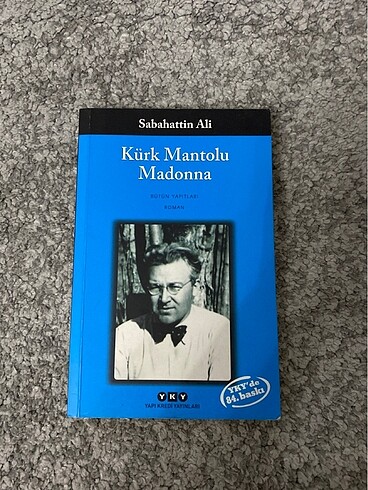 Sabahattin Ali
Kürk Mantolu
Madonna
BÜTÜN YAPITLARI
ROMAN
YKY'de
84. baskı
YKY
YAPI KREDİ YAYINLARI